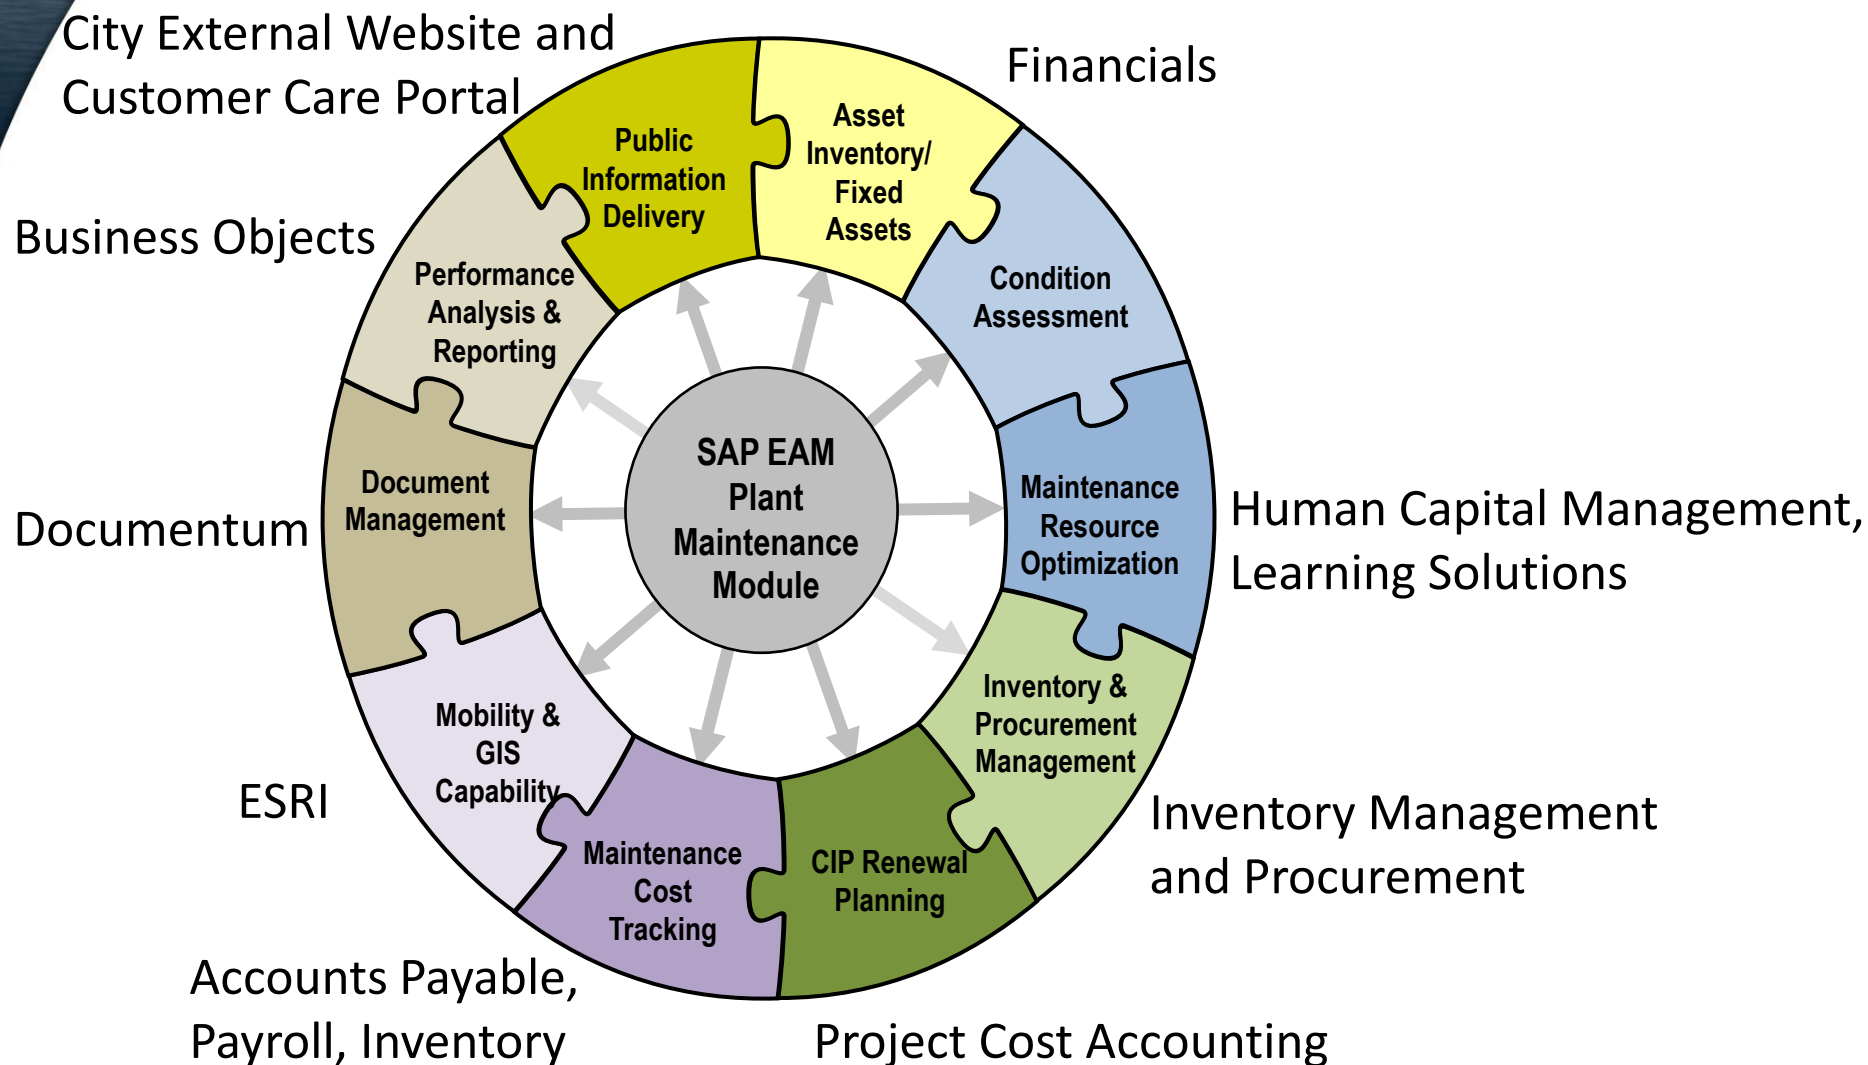 City External Website and
Customer Care Portal
Financials
Business Objects
Documentum
ESRI
Accounts Payable,
Payroll, Inventory
Project Cost Accounting
Inventory Management
and Procurement
Human Capital Management,
Learning Solutions
Public
Information
Delivery
Asset
Inventory/
Fixed
Assets
Condition
Assessment
Maintenance
Resource
Optimization
Inventory &
Procurement
Management
CIP Renewal
Planning
Maintenance
Cost
Tracking
Mobility &
GIS
Capability
Document
Management
Performance
Analysis &
Reporting
SAP EAM
Plant
Maintenance
Module